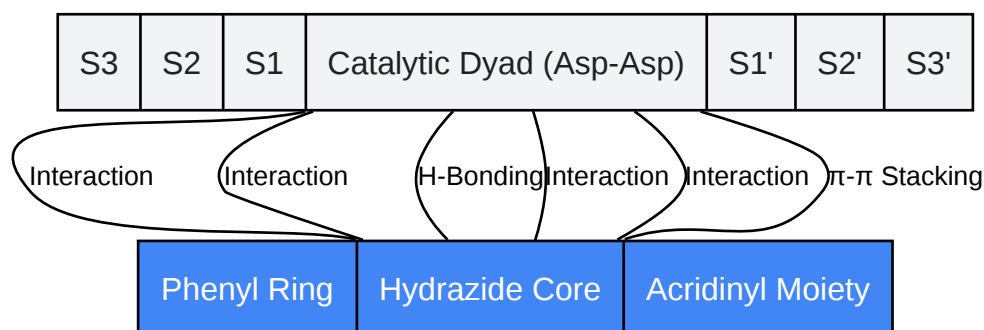 S3 S2 S1 Catalytic Dyad (Asp-Asp) S1' S2' S3'
Interaction Interaction H-Bonding Interaction Interaction π-π Stacking
Phenyl Ring Hydrazide Core Acridinyl Moiety